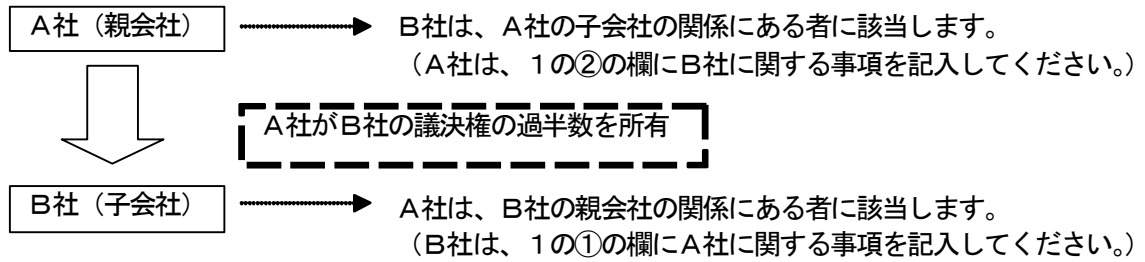 A社（親会社）
B社は、A社の子会社の関係にある者に該当します。
（A社は、1の②の欄にB社に関する事項を記入してください。）
A社がB社の議決権の過半数を所有
B社（子会社）
A社は、B社の親会社の関係にある者に該当します。
（B社は、1の①の欄にA社に関する事項を記入してください。）